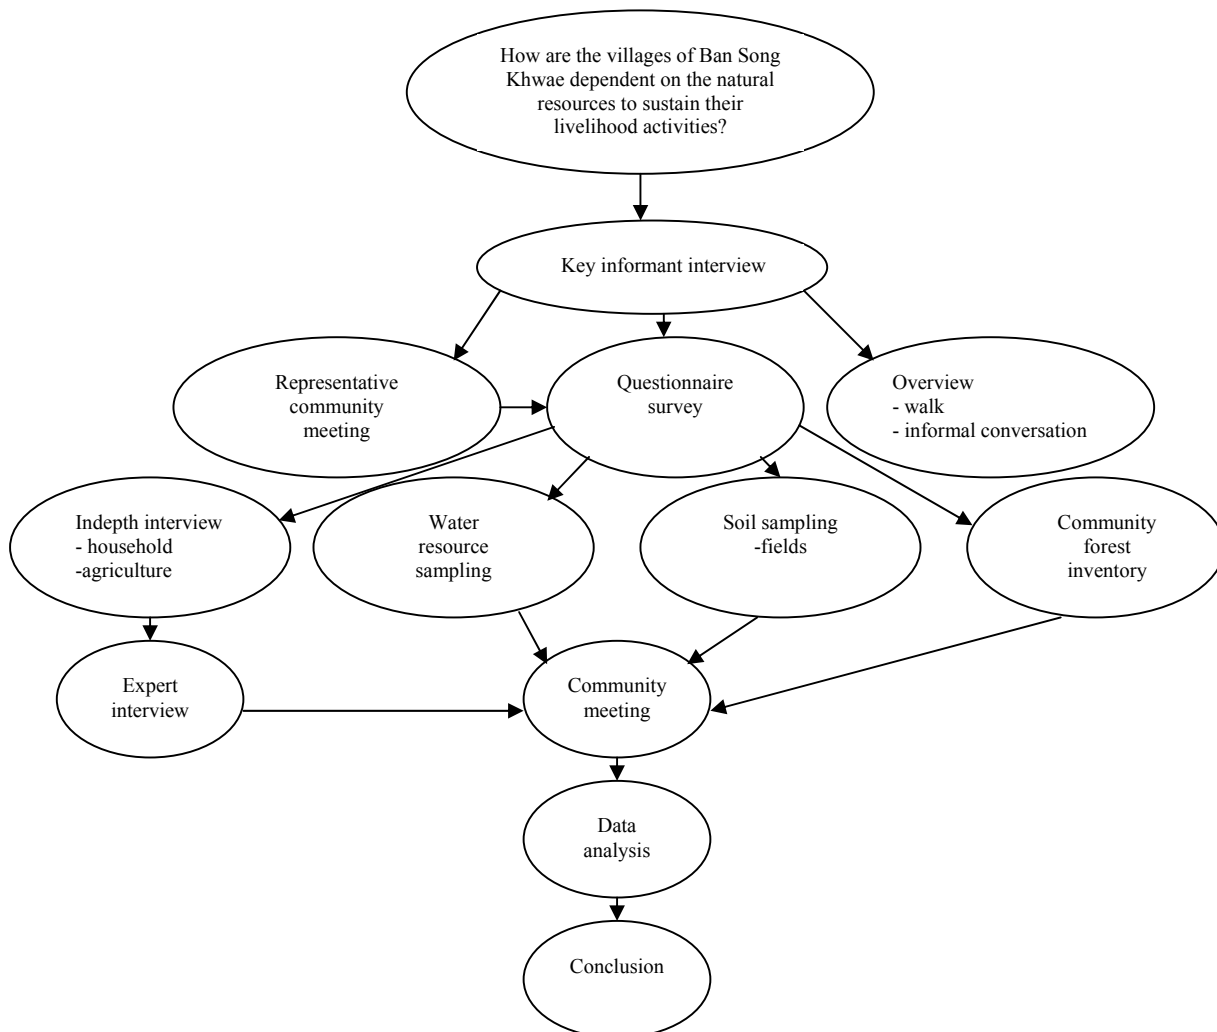 How are the villages of Ban Song
Khwae dependent on the natural
resources to sustain their
livelihood activities?
Key informant interview
Representative
community
meeting
Questionnaire
survey
Overview
- walk
- informal conversation
Indepth interview
- household
-agriculture
Water
resource
sampling
Soil sampling
-fields
Community
forest
inventory
Expert
interview
Community
meeting
Data
analysis
Conclusion